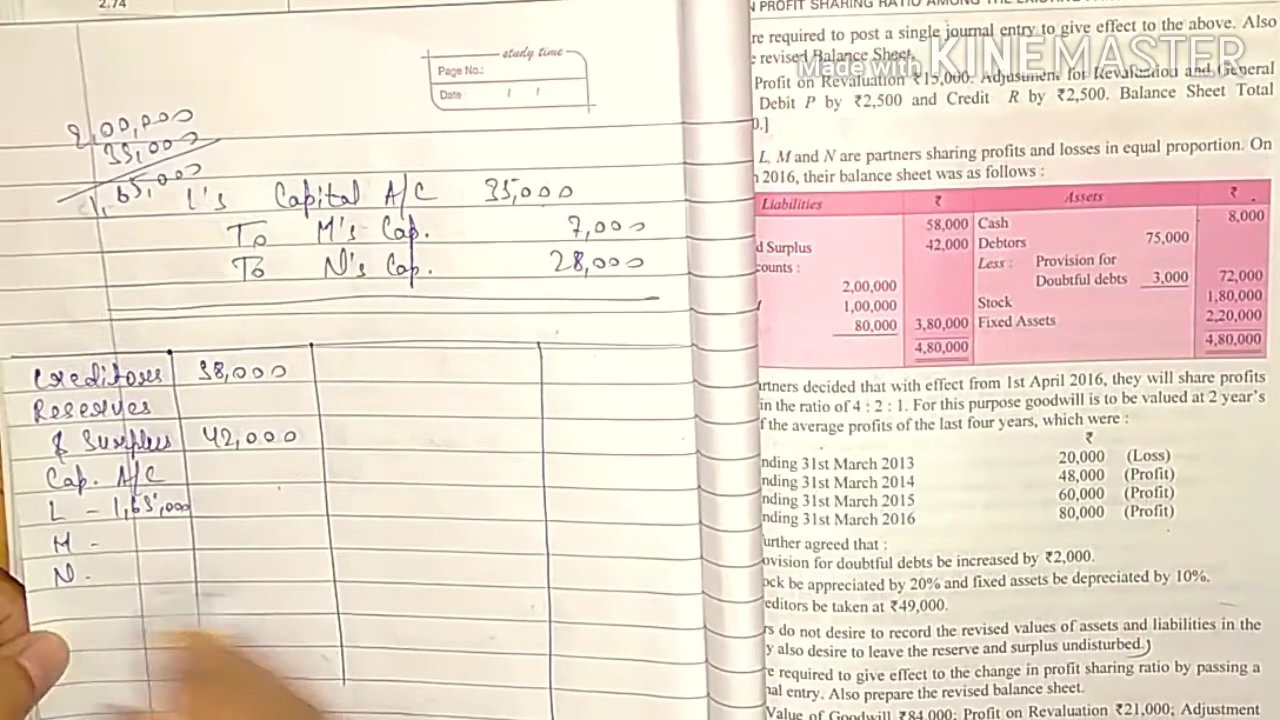 2.74
study time
Page No.:
Date / /
2,00,000
35,000
1,65,000
L's Capital A/C 35,000
To M's Cap. 7,000
To N's Cap. 28,000
Creditors 58,000
Reserves
& Surplus 42,000
Cap. A/C
L - 1,65,000
M -
N -
N PROFIT SHARING RATIO AMONG THE EXISTING
re required to post a single journal entry to give effect to the above. Also
e revised Balance Sheet.
Made with KINEMASTER
Profit on Revaluation ₹15,000. Adjustment for Revaluation and General
Debit P by ₹2,500 and Credit R by ₹2,500. Balance Sheet Total
0.]
L, M and N are partners sharing profits and losses in equal proportion. On
2016, their balance sheet was as follows :
Liabilities ₹ Assets ₹
58,000 Cash 8,000
d Surplus 42,000 Debtors 75,000
counts : Less : Provision for
2,00,000 Doubtful debts 3,000 72,000
1,00,000 Stock 1,80,000
80,000 3,80,000 Fixed Assets 2,20,000
4,80,000 4,80,000
artners decided that with effect from 1st April 2016, they will share profits
in the ratio of 4 : 2 : 1. For this purpose goodwill is to be valued at 2 year's
f the average profits of the last four years, which were :
₹
nding 31st March 2013 20,000 (Loss)
nding 31st March 2014 48,000 (Profit)
nding 31st March 2015 60,000 (Profit)
nding 31st March 2016 80,000 (Profit)
urther agreed that :
ovision for doubtful debts be increased by ₹2,000.
ock be appreciated by 20% and fixed assets be depreciated by 10%.
editors be taken at ₹49,000.
rs do not desire to record the revised values of assets and liabilities in the
y also desire to leave the reserve and surplus undisturbed.)
e required to give effect to the change in profit sharing ratio by passing a
nal entry. Also prepare the revised balance sheet.
Value of Goodwill ₹84,000; Profit on Revaluation ₹21,000; Adjustment